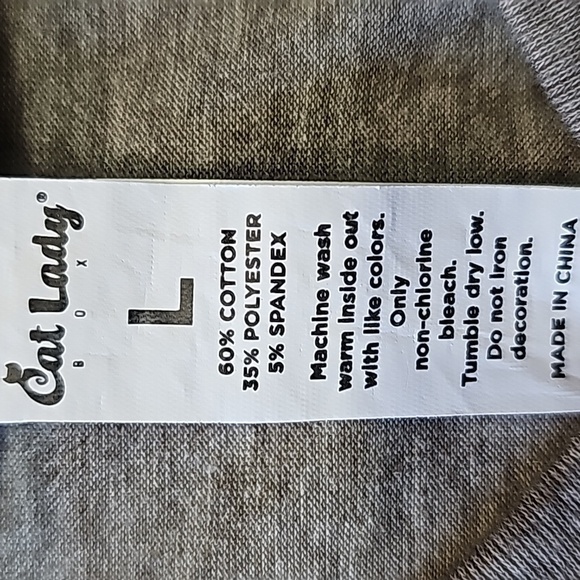 Cat Lady®
BOX
L
60% COTTON
35% POLYESTER
5% SPANDEX
Machine wash
warm inside out
with like colors.
Only
non-chlorine
bleach.
Tumble dry low.
Do not iron
decoration.
MADE IN CHINA